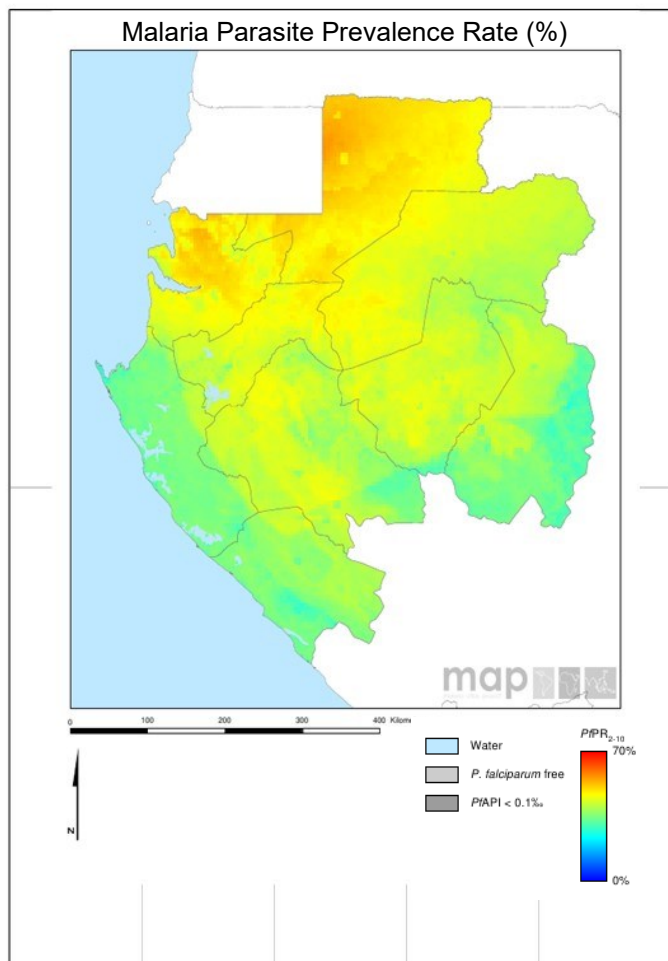 Malaria Parasite Prevalence Rate (%)
map
0 100 200 300 400 Kilom
Water
P. falciparum free
PfAPI < 0.1‰
PfPR2-10
70%
0%
N